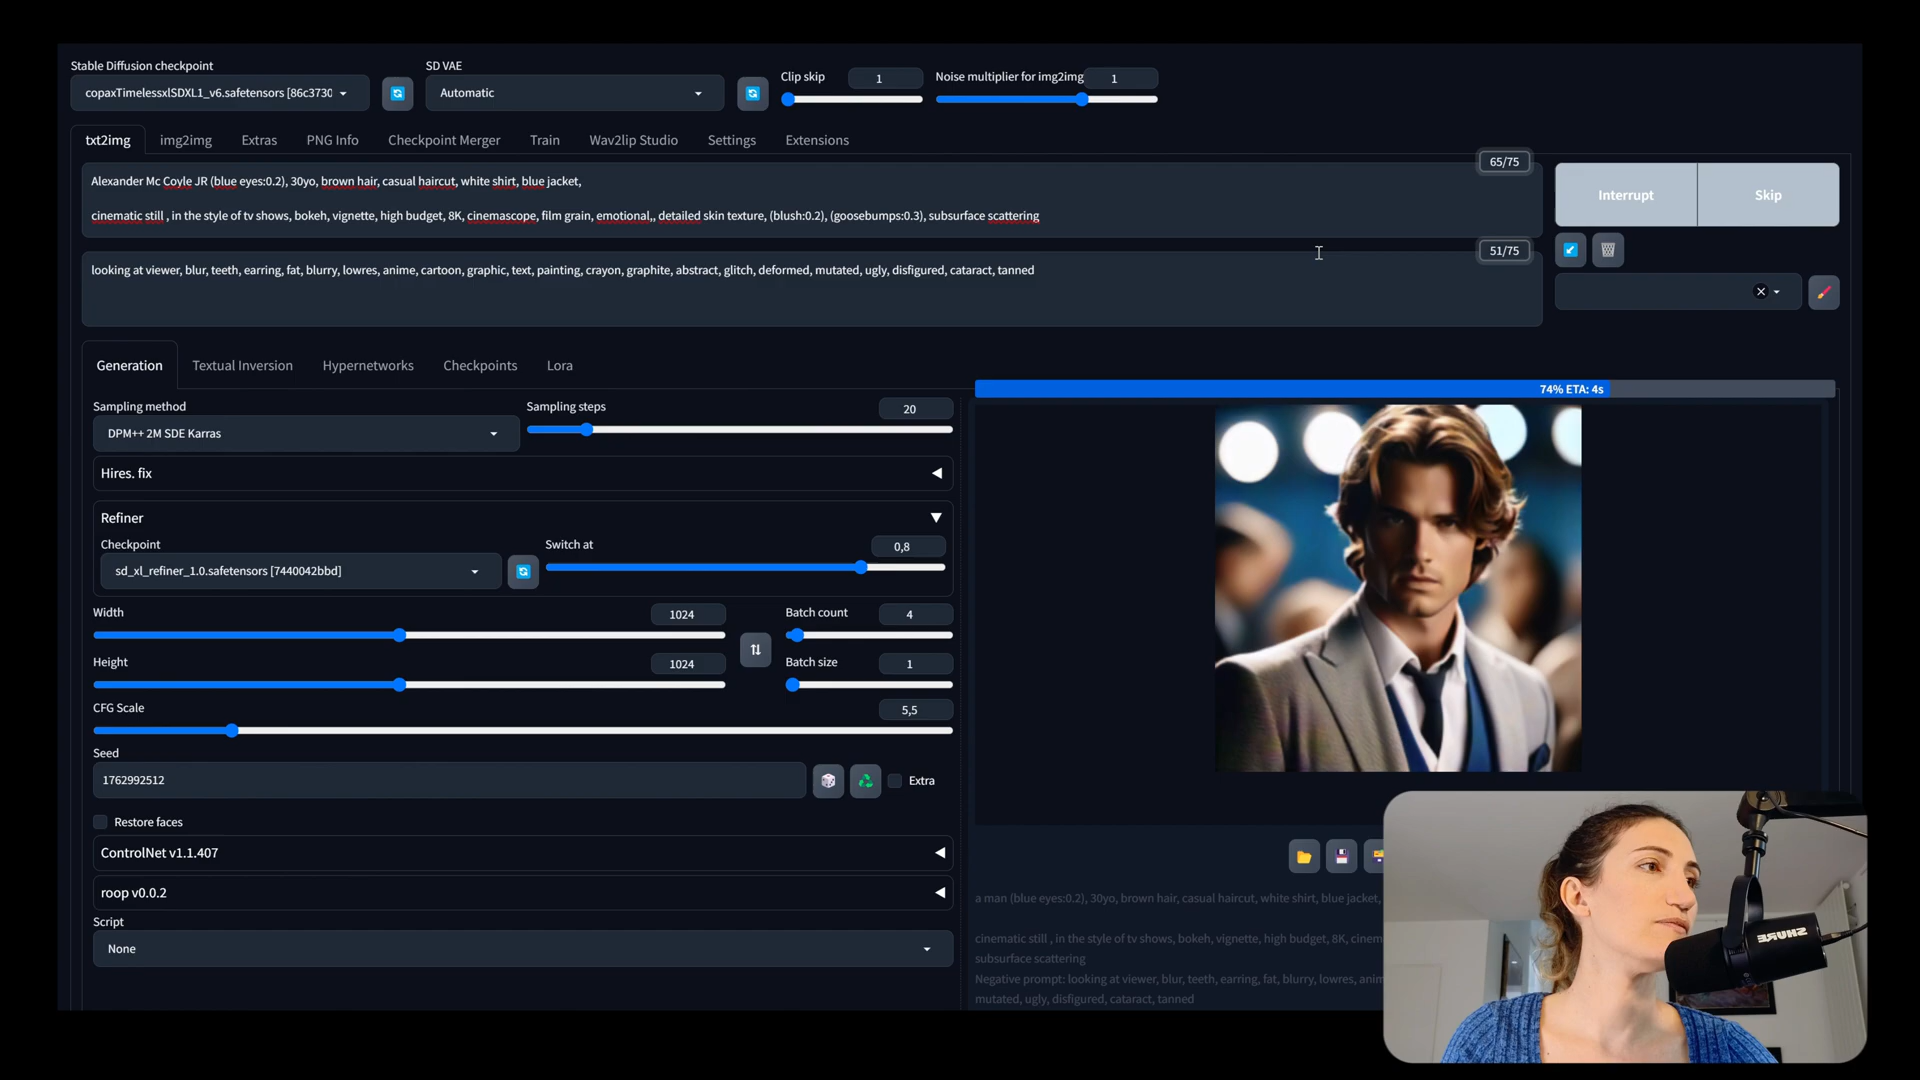 Stable Diffusion checkpoint
SD VAE
Clip skip
1
Noise multiplier for img2img
1
copaxTimelessxlSDXL1_v6.safetensors [86c3730
Automatic
txt2img
img2img
Extras
PNG Info
Checkpoint Merger
Train
Wav2lip Studio
Settings
Extensions
65/75
Alexander Mc Coyle JR (blue eyes:0.2), 30yo, brown hair, casual haircut, white shirt, blue jacket,
cinematic still , in the style of tv shows, bokeh, vignette, high budget, 8K, cinemascope, film grain, emotional,, detailed skin texture, (blush:0.2), (goosebumps:0.3), subsurface scattering
Interrupt
Skip
51/75
looking at viewer, blur, teeth, earring, fat, blurry, lowres, anime, cartoon, graphic, text, painting, crayon, graphite, abstract, glitch, deformed, mutated, ugly, disfigured, cataract, tanned
Generation
Textual Inversion
Hypernetworks
Checkpoints
Lora
74% ETA: 4s
Sampling method
DPM++ 2M SDE Karras
Sampling steps
20
Hires. fix
Refiner
Checkpoint
sd_xl_refiner_1.0.safetensors [7440042bbd]
Switch at
0,8
Width
1024
Batch count
4
Height
1024
Batch size
1
CFG Scale
5,5
Seed
1762992512
Extra
Restore faces
ControlNet v1.1.407
roop v0.0.2
Script
None
a man (blue eyes:0.2), 30yo, brown hair, casual haircut, white shirt, blue jacket,
cinematic still , in the style of tv shows, bokeh, vignette, high budget, 8K, cinem
subsurface scattering
Negative prompt: looking at viewer, blur, teeth, earring, fat, blurry, lowres, anim
mutated, ugly, disfigured, cataract, tanned
SHURE